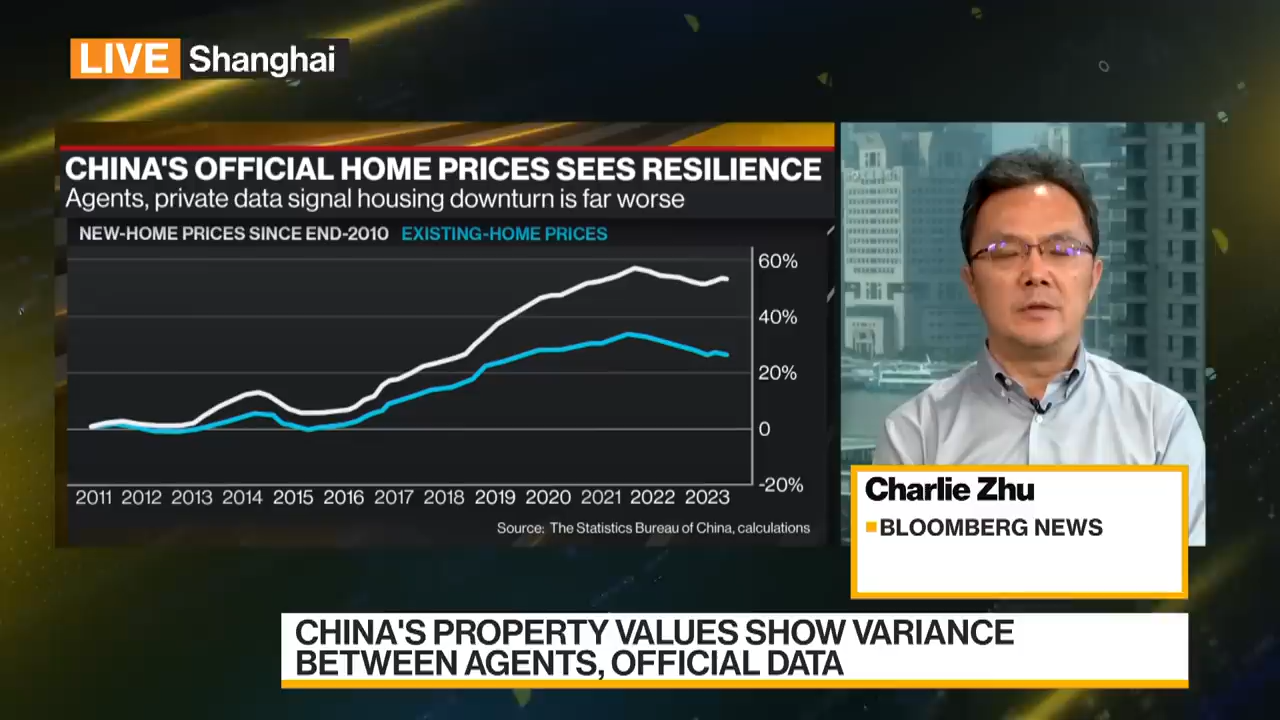 LIVE Shanghai
CHINA'S OFFICIAL HOME PRICES SEES RESILIENCE
Agents, private data signal housing downturn is far worse
NEW-HOME PRICES SINCE END-2010 EXISTING-HOME PRICES
60%
40%
20%
0
-20%
2011 2012 2013 2014 2015 2016 2017 2018 2019 2020 2021 2022 2023
Source: The Statistics Bureau of China, calculations
Charlie Zhu
BLOOMBERG NEWS
CHINA'S PROPERTY VALUES SHOW VARIANCE
BETWEEN AGENTS, OFFICIAL DATA